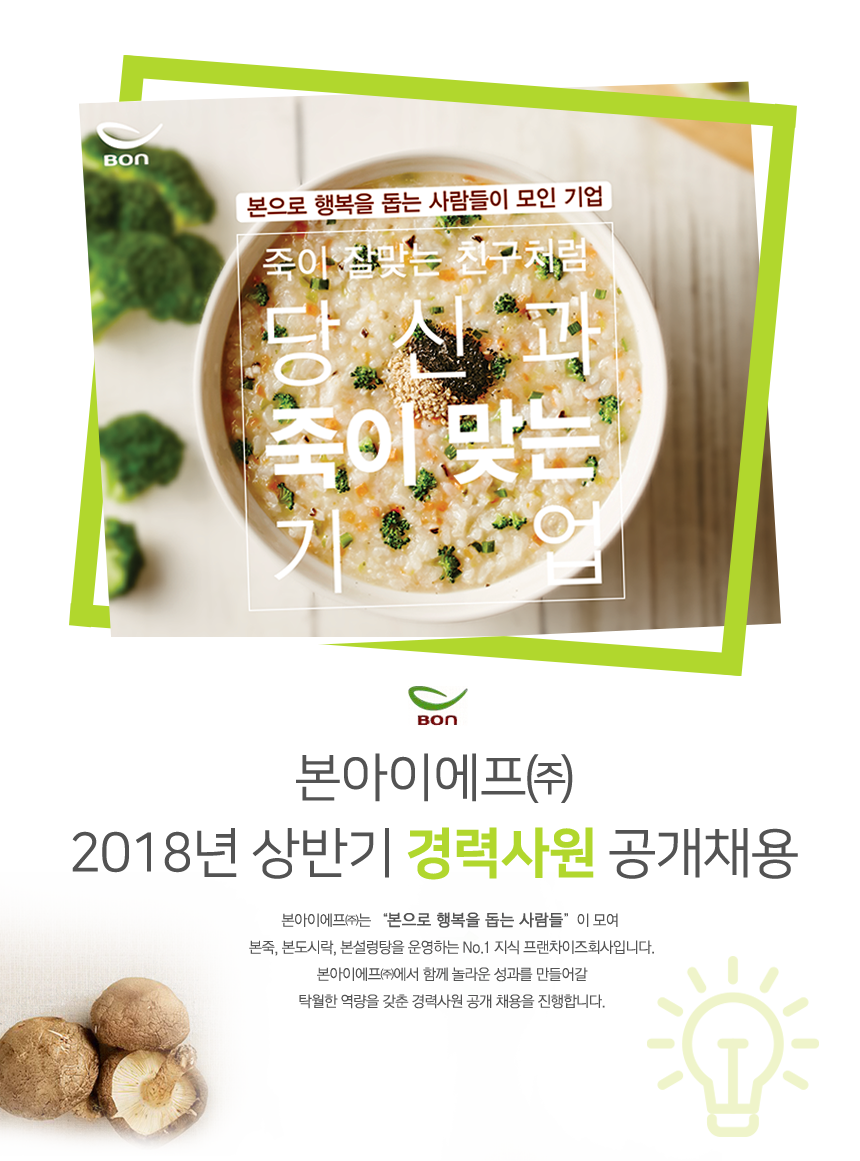 BON
본으로 행복을 돕는 사람들이 모인 기업
죽이 잘맞는 친구처럼
당신과
죽이 맞는
기업
BON
본아이에프㈜
2018년 상반기 경력사원 공개채용
본아이에프㈜는 “본으로 행복을 돕는 사람들” 이 모여
본죽, 본도시락, 본설렁탕을 운영하는 No.1 지식 프랜차이즈회사입니다.
본아이에프㈜에서 함께 놀라운 성과를 만들어갈
탁월한 역량을 갖춘 경력사원 공개 채용을 진행합니다.